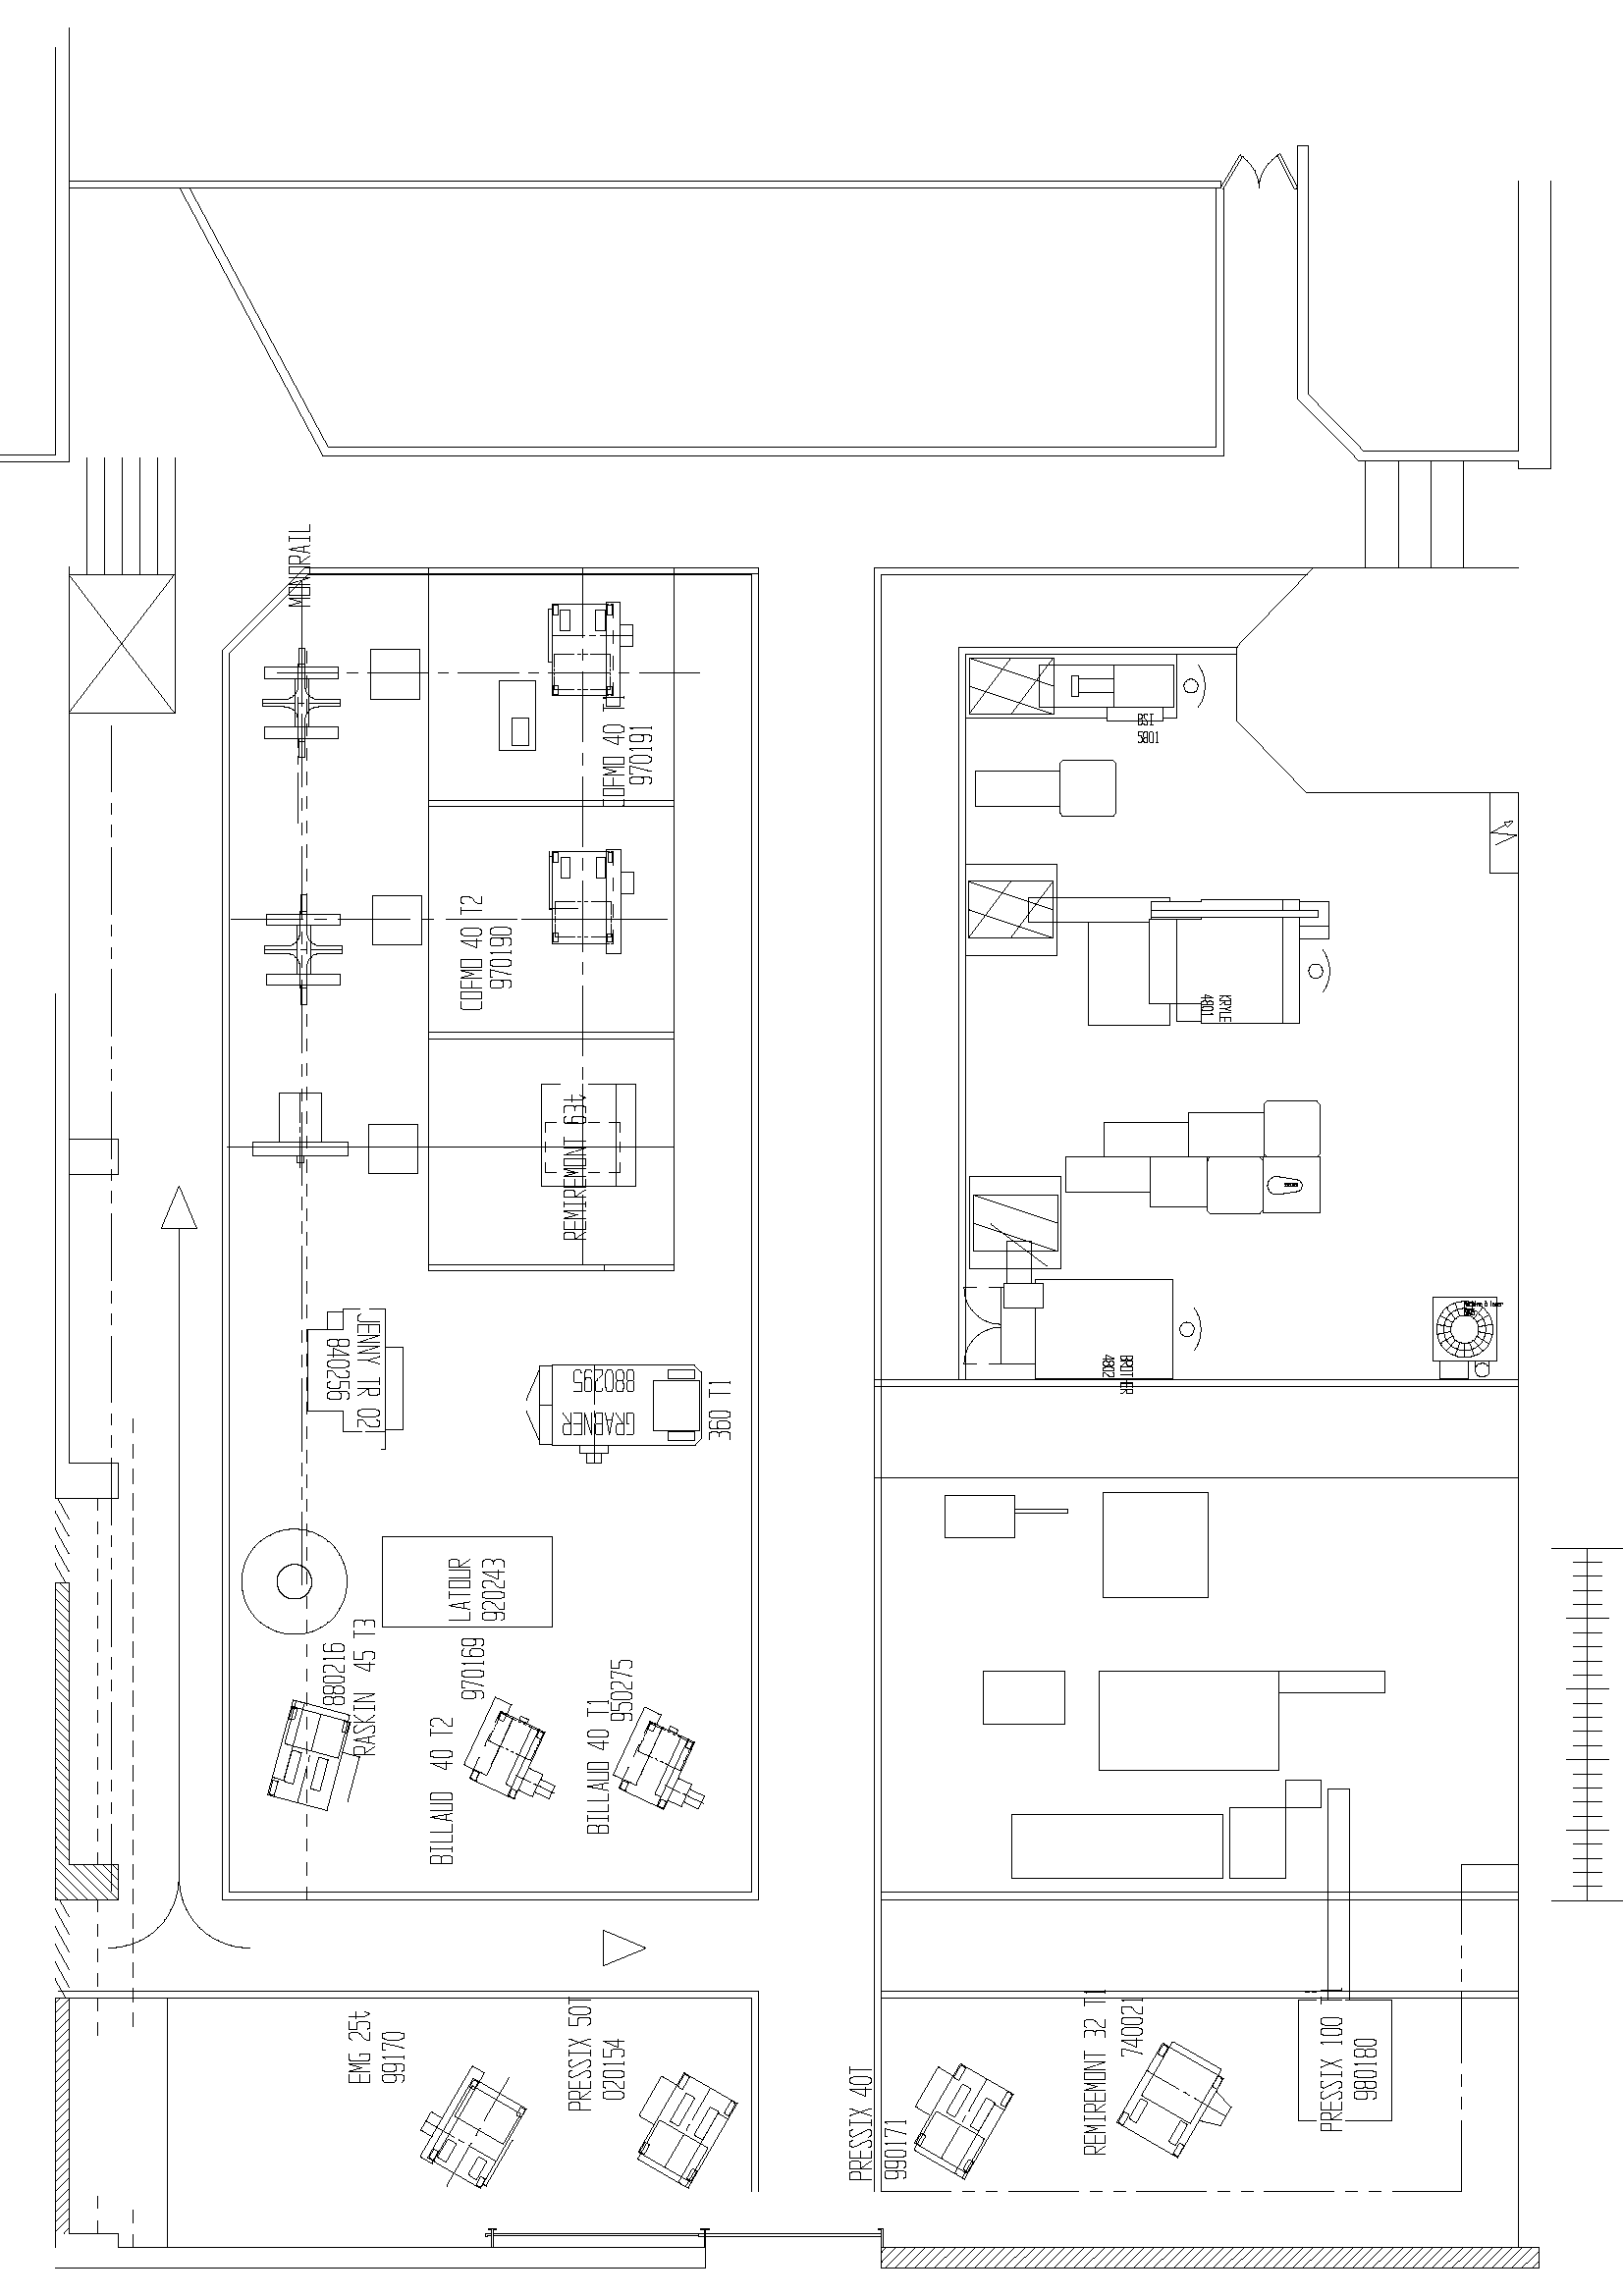 MONORAIL
COFMO 40 T1
970191
BSI
5801
COFMO 40 T2
970190
KRYLE
4801
REMIREMONT 63t
JENNY TR 02
840256
880295
GRABNER
360 T1
BROTHER
4802
LATOUR
920243
880216
RASKIN 45 T3
970169
BILLAUD 40 T2
950275
BILLAUD 40 T1
EMG 25t
99170
PRESSIX 50T
020154
PRESSIX 40T
990171
REMIREMONT 32 T1
740021
PRESSIX 100 T
980180